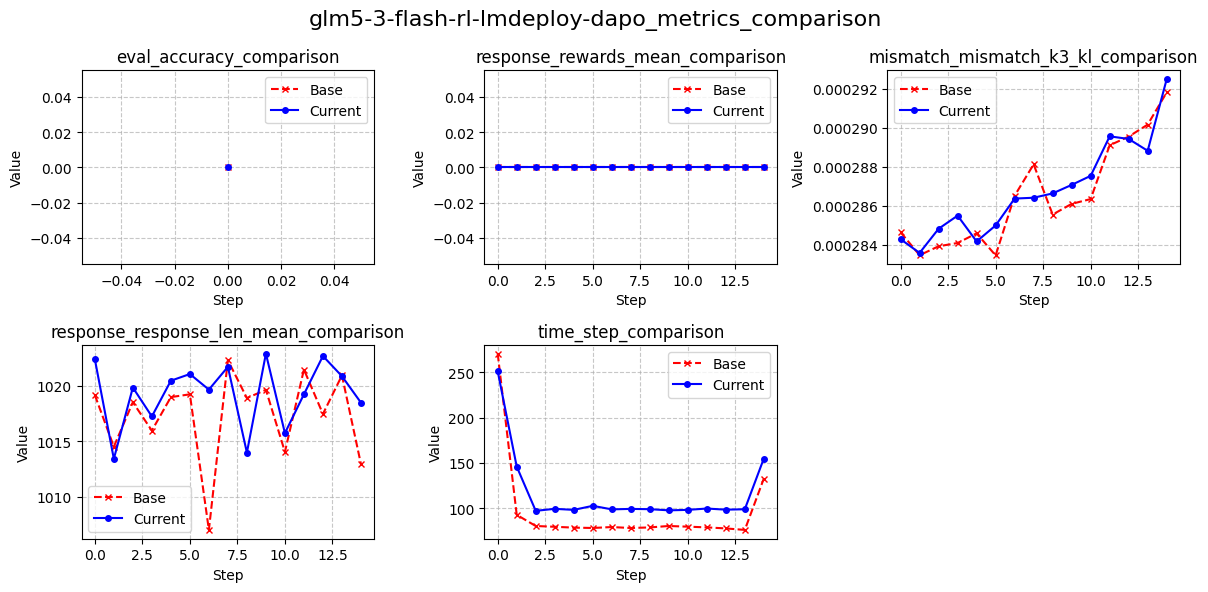 glm5-3-flash-rl-lmdeploy-dapo_metrics_comparison
eval_accuracy_comparison
Value
0.04
0.02
0.00
−0.02
−0.04
Base
Current
−0.04
−0.02
0.00
0.02
0.04
Step
response_rewards_mean_comparison
Value
0.04
0.02
0.00
−0.02
−0.04
Base
Current
0.0
2.5
5.0
7.5
10.0
12.5
Step
mismatch_mismatch_k3_kl_comparison
Value
0.000292
0.000290
0.000288
0.000286
0.000284
Base
Current
0.0
2.5
5.0
7.5
10.0
12.5
Step
response_response_len_mean_comparison
Value
1020
1015
1010
Base
Current
0.0
2.5
5.0
7.5
10.0
12.5
Step
time_step_comparison
Value
250
200
150
100
Base
Current
0.0
2.5
5.0
7.5
10.0
12.5
Step